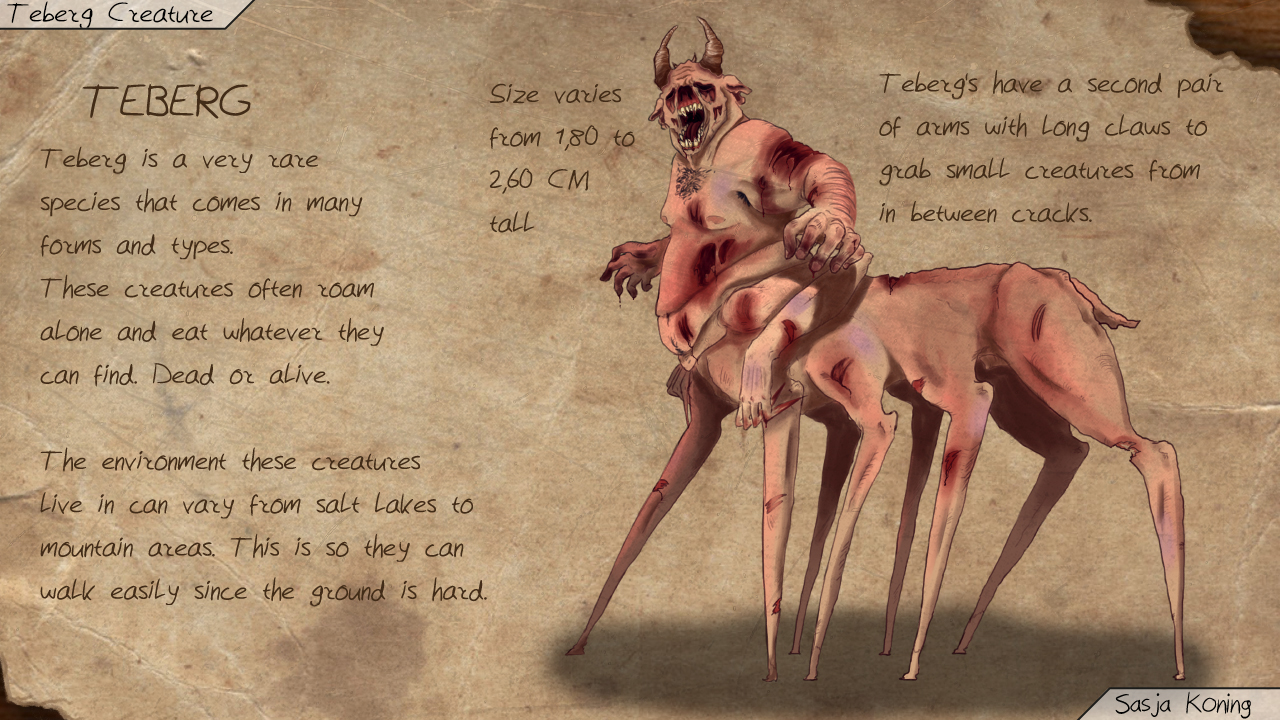 Teberg Creature
TEBERG
Teberg is a very rare
species that comes in many
forms and types.
These creatures often roam
alone and eat whatever they
can find. Dead or alive.
The environment these creatures
live in can vary from salt lakes to
mountain areas. This is so they can
walk easily since the ground is hard.
Size varies
from 1,80 to
2,60 CM
tall
Teberg's have a second pair
of arms with long claws to
grab small creatures from
in between cracks.
Sasja Koning